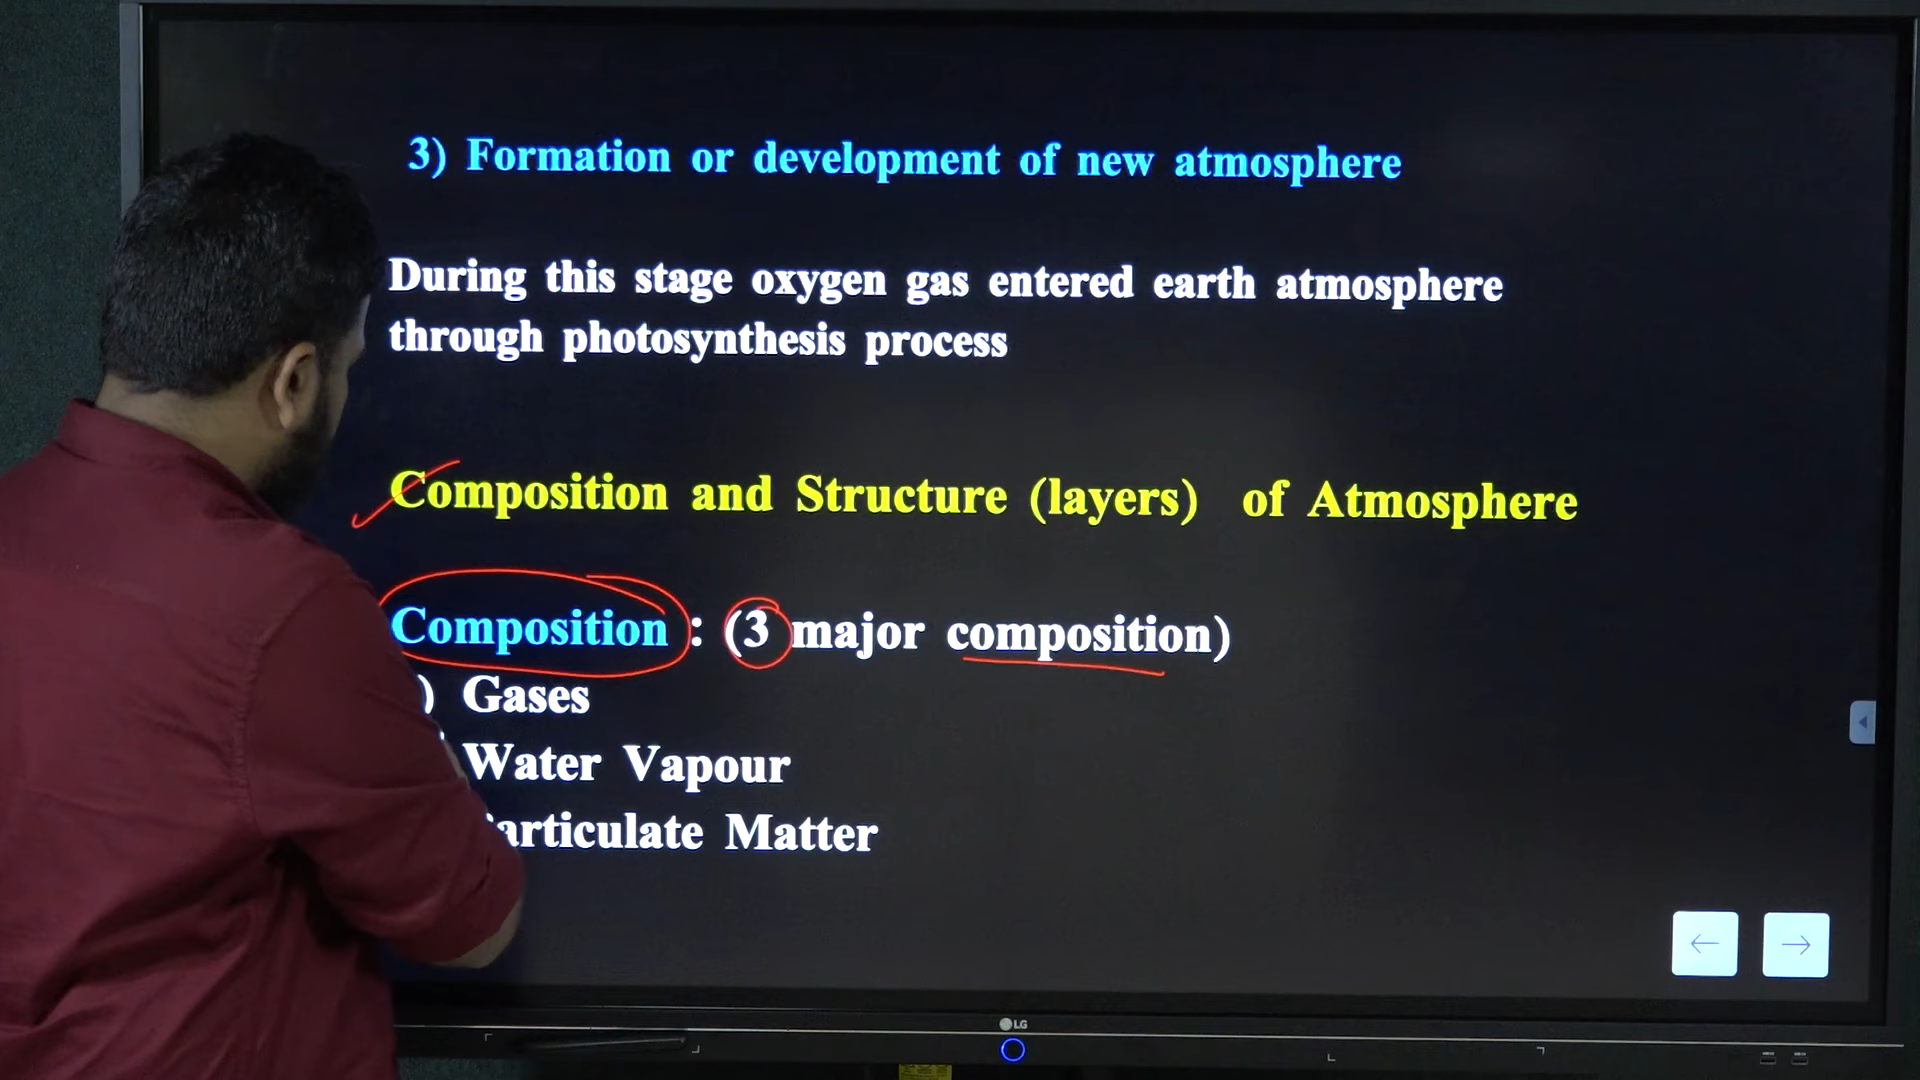 3) Formation or development of new atmosphere
During this stage oxygen gas entered earth atmosphere
through photosynthesis process
Composition and Structure (layers) of Atmosphere
Composition : (3 major composition)
) Gases
Water Vapour
articulate Matter
LG